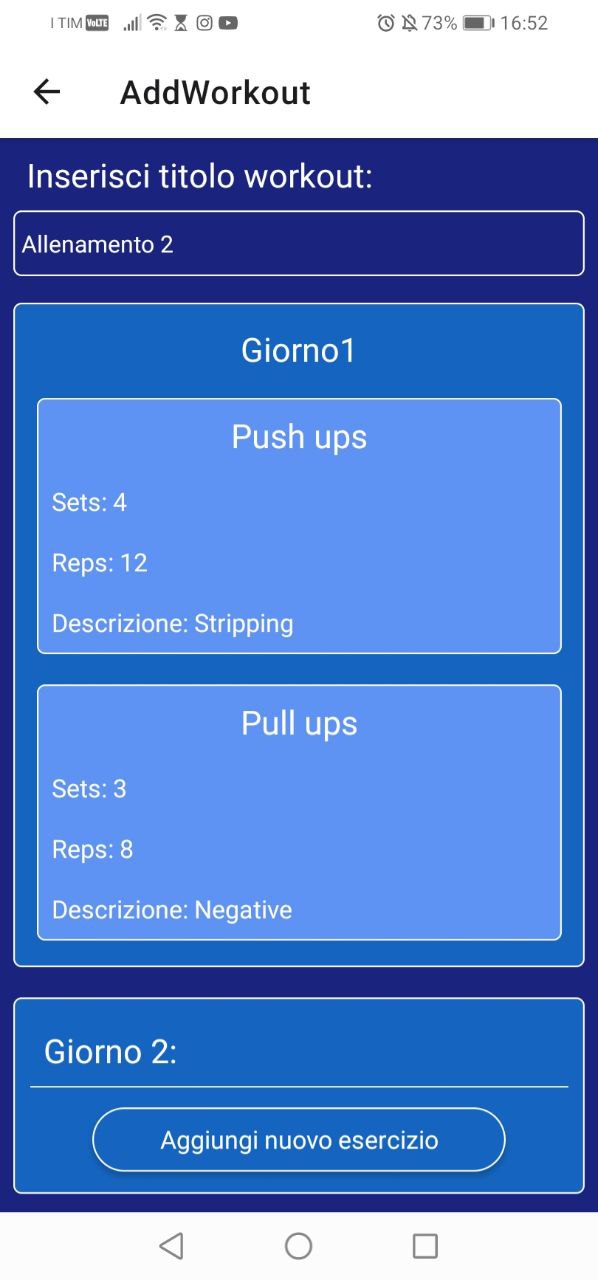 I TIM VoLTE 73% 16:52
AddWorkout
Inserisci titolo workout:
Allenamento 2
Giorno1
Push ups
Sets: 4
Reps: 12
Descrizione: Stripping
Pull ups
Sets: 3
Reps: 8
Descrizione: Negative
Giorno 2:
Aggiungi nuovo esercizio